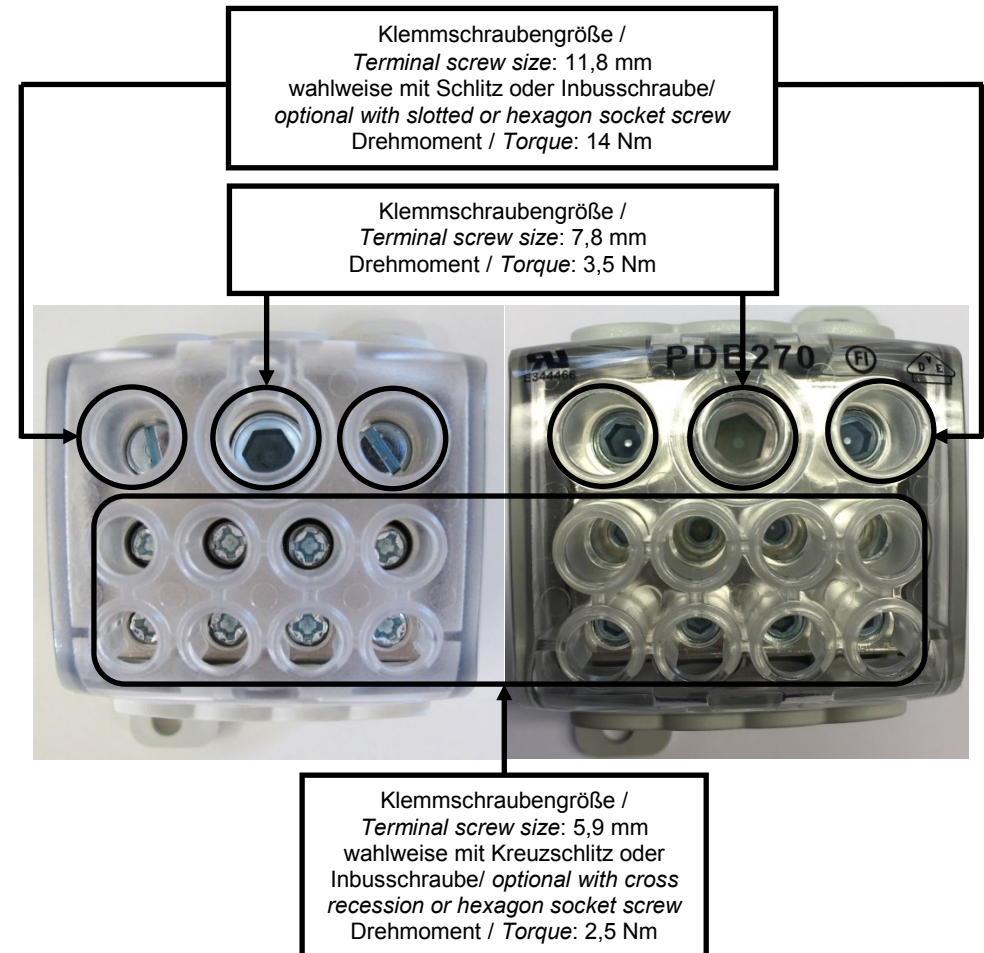 Klemmschraubengröße /
Terminal screw size: 11,8 mm
wahlweise mit Schlitz oder Inbusschraube/
optional with slotted or hexagon socket screw
Drehmoment / Torque: 14 Nm
Klemmschraubengröße /
Terminal screw size: 7,8 mm
Drehmoment / Torque: 3,5 Nm
PDB270
E344466
FI
DVE
Klemmschraubengröße /
Terminal screw size: 5,9 mm
wahlweise mit Kreuzschlitz oder
Inbusschraube/ optional with cross
recession or hexagon socket screw
Drehmoment / Torque: 2,5 Nm